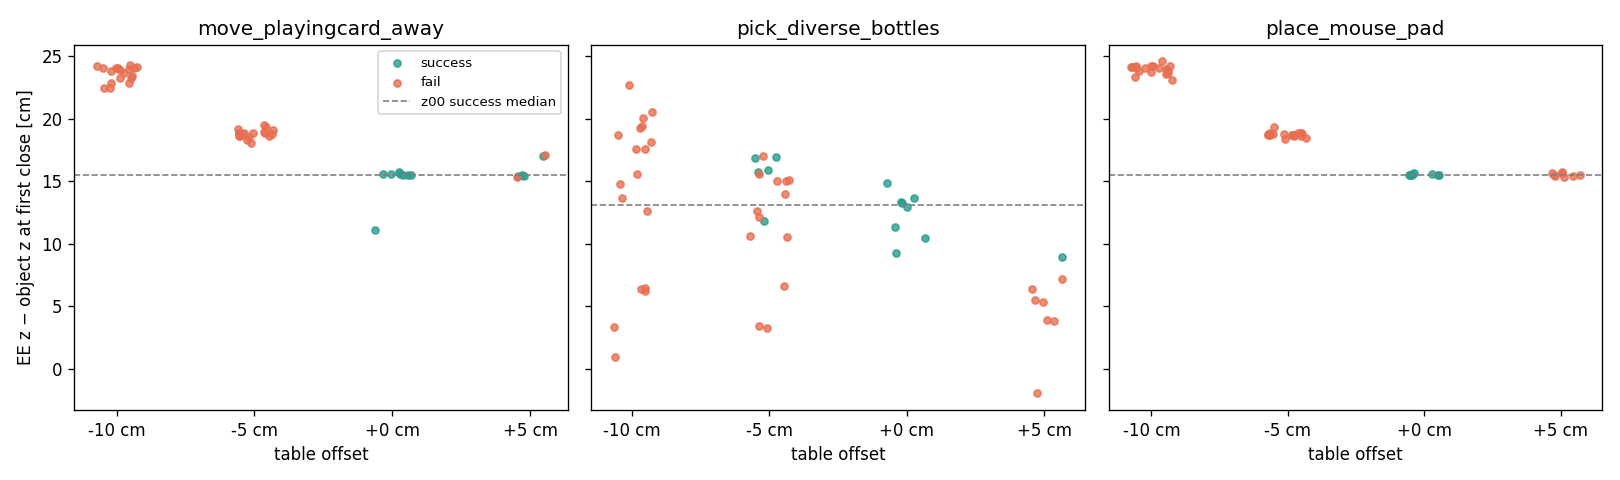 move_playingcard_away
pick_diverse_bottles
place_mouse_pad
EE z − object z at first close [cm]
25
20
15
10
5
0
success
fail
z00 success median
-10 cm
-5 cm
+0 cm
+5 cm
-10 cm
-5 cm
+0 cm
+5 cm
-10 cm
-5 cm
+0 cm
+5 cm
table offset
table offset
table offset